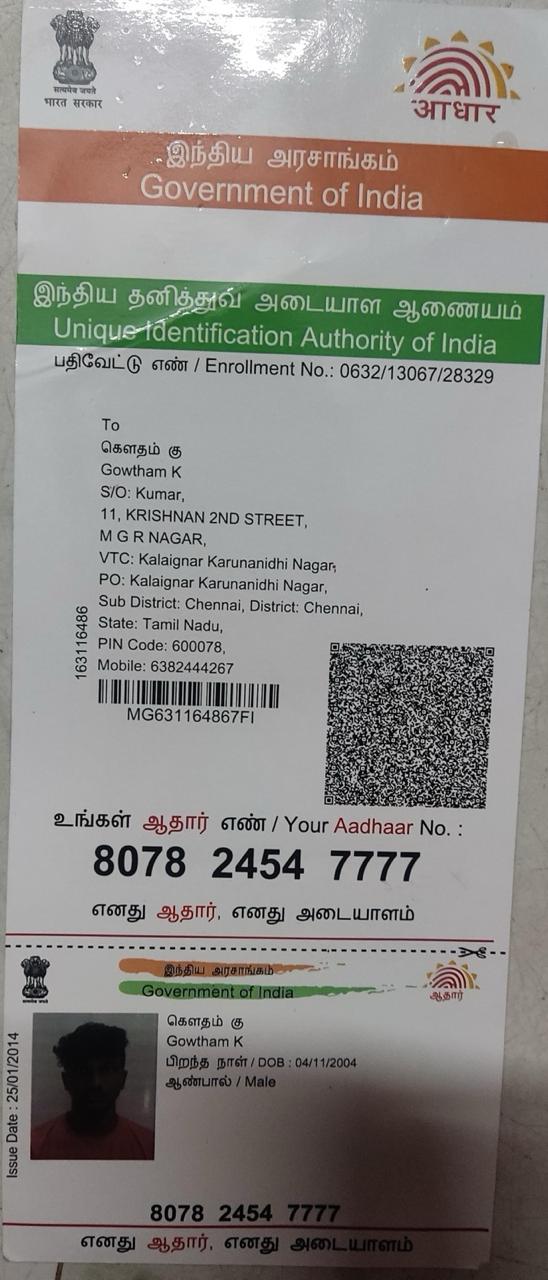 सत्यमेव जयते
भारत सरकार
आधार
இந்திய அரசாங்கம்
Government of India
இந்திய தனித்துவ அடையாள ஆணையம்
Unique Identification Authority of India
பதிவேட்டு எண் / Enrollment No.: 0632/13067/28329
To
கௌதம் கு
Gowtham K
S/O: Kumar,
11, KRISHNAN 2ND STREET,
M G R NAGAR,
VTC: Kalaignar Karunanidhi Nagar,
PO: Kalaignar Karunanidhi Nagar,
Sub District: Chennai, District: Chennai,
State: Tamil Nadu,
PIN Code: 600078,
Mobile: 6382444267
163116486
MG631164867FI
உங்கள் ஆதார் எண் / Your Aadhaar No. :
8078 2454 7777
எனது ஆதார், எனது அடையாளம்
இந்திய அரசாங்கம்
Government of India
ஆதார்
கௌதம் கு
Gowtham K
பிறந்த நாள் / DOB : 04/11/2004
ஆண்பால் / Male
Issue Date : 25/01/2014
8078 2454 7777
எனது ஆதார், எனது அடையாளம்